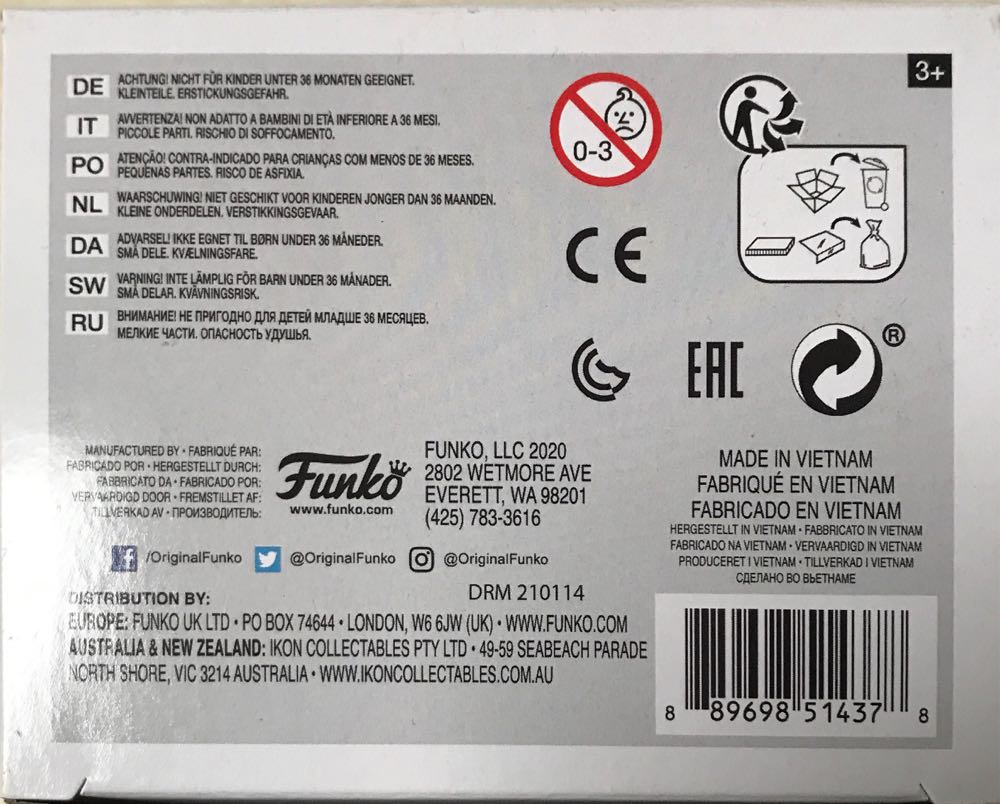 3+
DE ACHTUNG! NICHT FÜR KINDER UNTER 36 MONATEN GEEIGNET.
KLEINTEILE. ERSTICKUNGSGEFAHR.
IT AVVERTENZA! NON ADATTO A BAMBINI DI ETÀ INFERIORE A 36 MESI.
PICCOLE PARTI. RISCHIO DI SOFFOCAMENTO.
PO ATENÇÃO! CONTRA-INDICADO PARA CRIANÇAS COM MENOS DE 36 MESES.
PEQUENAS PARTES. RISCO DE ASFIXIA.
NL WAARSCHUWING! NIET GESCHIKT VOOR KINDEREN JONGER DAN 36 MAANDEN.
KLEINE ONDERDELEN. VERSTIKKINGSGEVAAR.
DA ADVARSEL! IKKE EGNET TIL BØRN UNDER 36 MÅNEDER.
SMÅ DELE. KVÆLNINGSFARE.
SW VARNING! INTE LÄMPLIG FÖR BARN UNDER 36 MÅNADER.
SMÅ DELAR. KVÄVNINGSRISK.
RU ВНИМАНИЕ! НЕ ПРИГОДНО ДЛЯ ДЕТЕЙ МЛАДШЕ 36 МЕСЯЦЕВ.
МЕЛКИЕ ЧАСТИ. ОПАСНОСТЬ УДУШЬЯ.
0-3
CE
EAC
®
MANUFACTURED BY • FABRIQUÉ PAR:
FABRICADO POR • HERGESTELLT DURCH:
FABBRICATO DA • FABRICADO POR:
VERVAARDIGD DOOR • FREMSTILLET AF:
TILLVERKAD AV • ПРОИЗВОДИТЕЛЬ:
Funko
www.funko.com
FUNKO, LLC 2020
2802 WETMORE AVE
EVERETT, WA 98201
(425) 783-3616
MADE IN VIETNAM
FABRIQUÉ EN VIETNAM
FABRICADO EN VIETNAM
HERGESTELLT IN VIETNAM • FABBRICATO IN VIETNAM
FABRICADO NA VIETNAM • VERVAARDIGD IN VIETNAM
PRODUCERET I VIETNAM • TILLVERKAD I VIETNAM
СДЕЛАНО ВО ВЬЕТНАМЕ
f /OriginalFunko @OriginalFunko @OriginalFunko
DRM 210114
DISTRIBUTION BY:
EUROPE: FUNKO UK LTD • PO BOX 74644 • LONDON, W6 6JW (UK) • WWW.FUNKO.COM
AUSTRALIA & NEW ZEALAND: IKON COLLECTABLES PTY LTD • 49-59 SEABEACH PARADE
NORTH SHORE, VIC 3214 AUSTRALIA • WWW.IKONCOLLECTABLES.COM.AU
8 89698 51437 8